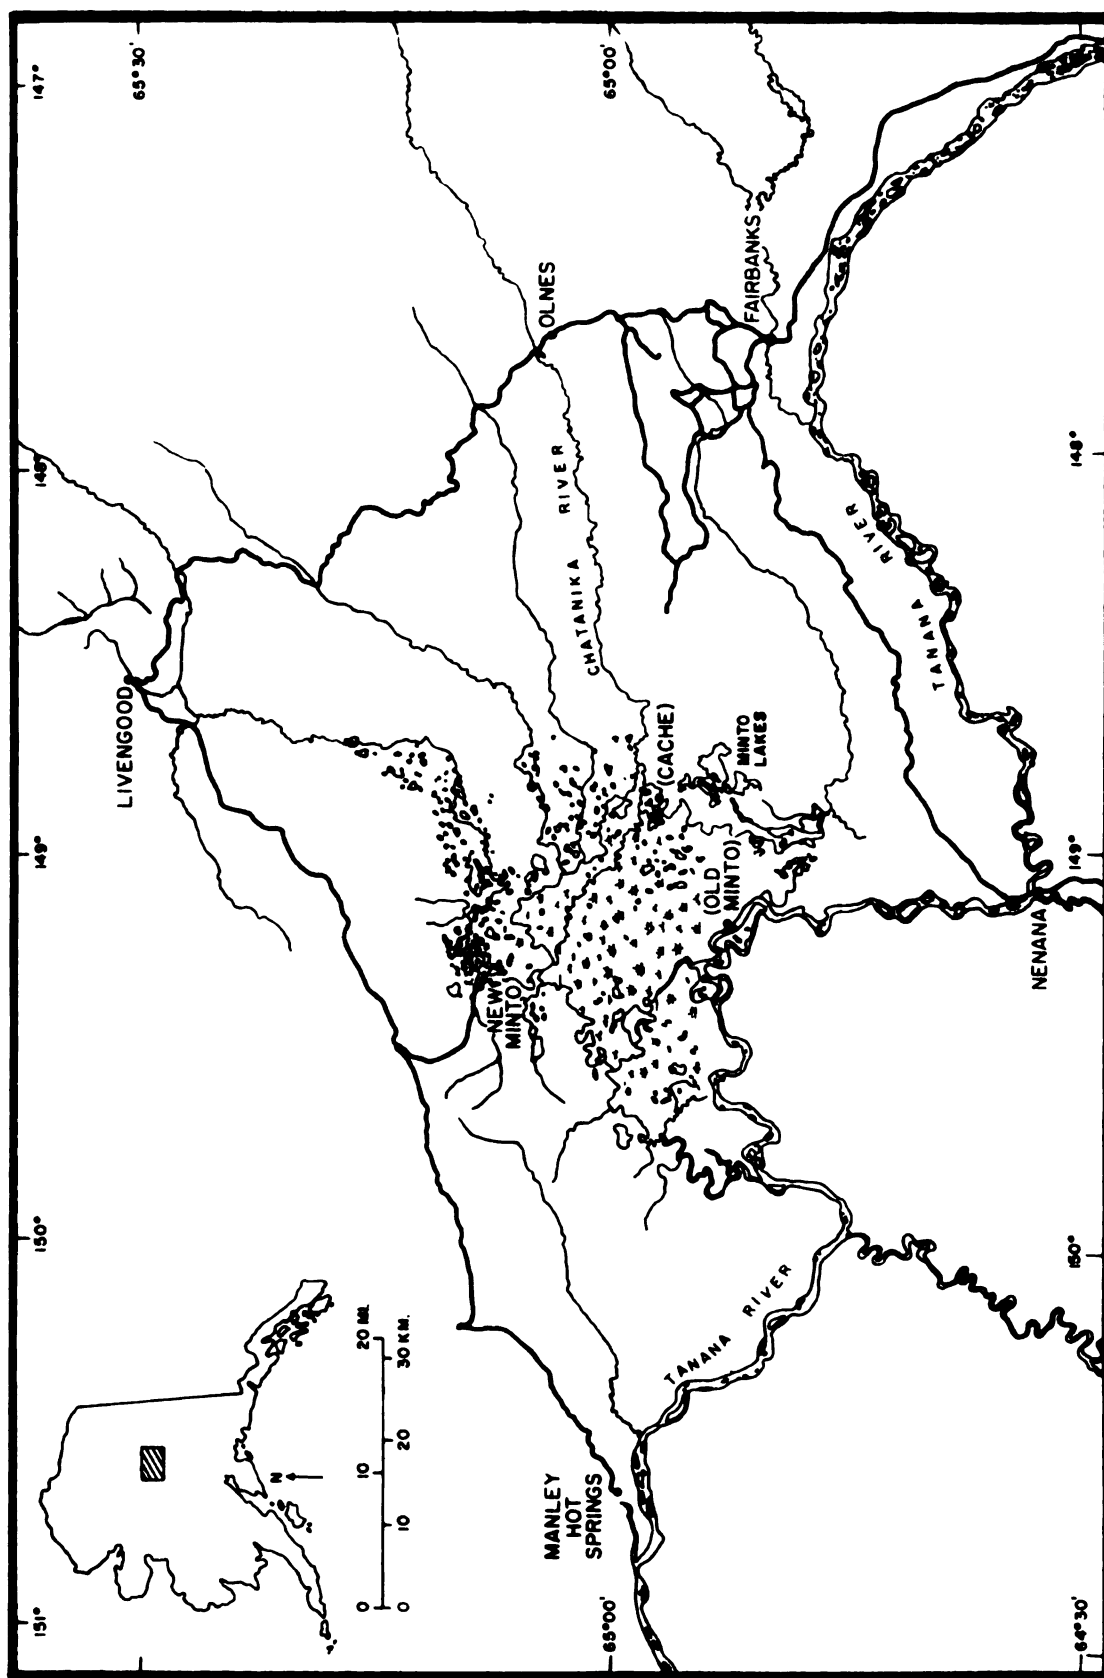 151°
150°
149°
148°
147°
65°30'
LIVENGOOD
N
0 10 20 MI.
0 10 20 30 KM.
NEW
MINTO
OLNES
MANLEY
HOT
SPRINGS
CHATANIKA RIVER
65°00'
65°00'
(CACHE)
TANANA RIVER
(OLD
MINTO)
MINTO
LAKES
FAIRBANKS
TANANA RIVER
NENANA
64°30'
150°
149°
148°